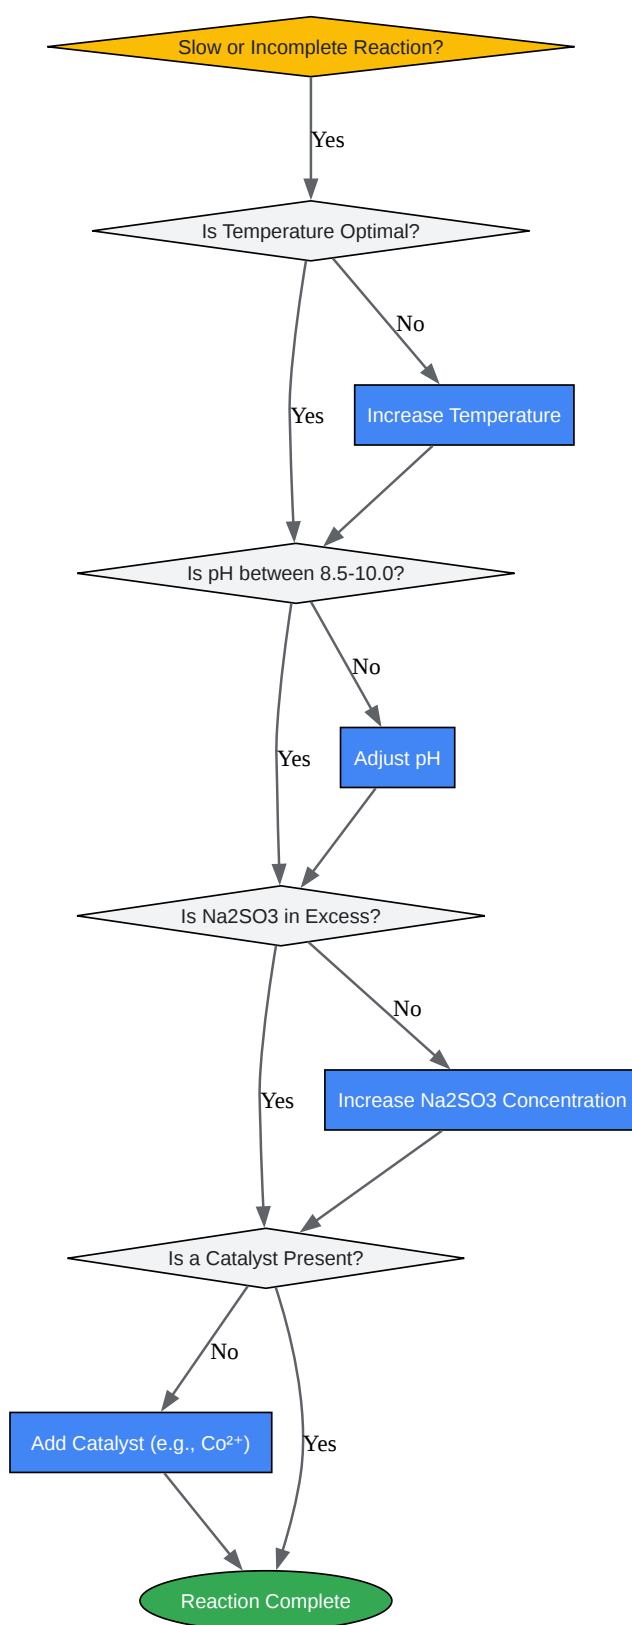 Slow or Incomplete Reaction?
Yes
Is Temperature Optimal?
No
Yes
Increase Temperature
Is pH between 8.5-10.0?
No
Yes
Adjust pH
Is Na2SO3 in Excess?
No
Yes
Increase Na2SO3 Concentration
Is a Catalyst Present?
No
Yes
Add Catalyst (e.g., Co²⁺)
Reaction Complete